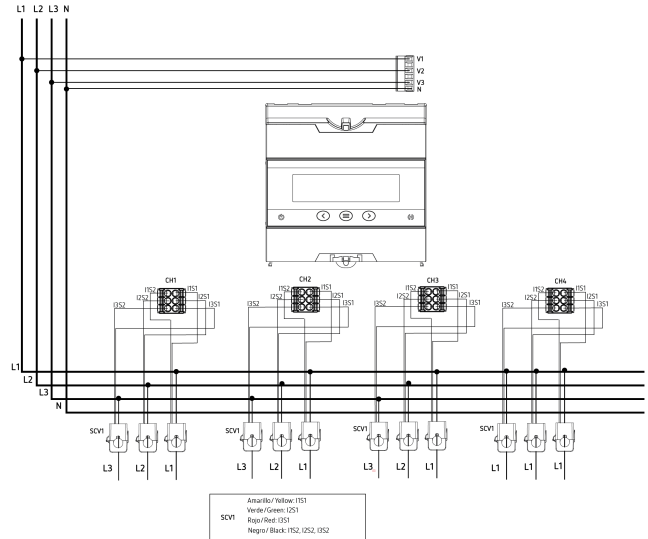 L1 L2 L3 N
V1
V2
V3
N
CH1
I1S2 I1S1
I2S2 I2S1
I3S2 I3S1
CH2
I1S2 I1S1
I2S2 I2S1
I3S2 I3S1
CH3
I1S2 I1S1
I2S2 I2S1
I3S2 I3S1
CH4
I1S2 I1S1
I2S2 I2S1
I3S2 I3S1
L1
L2
L3
N
SCV1 SCV1 SCV1 SCV1
L3 L2 L1 L3 L2 L1 L3 L2 L1 L1 L1 L1
Amarillo/Yellow: I1S1
Verde/Green: I2S1
SCV1
Rojo/Red: I3S1
Negro/ Black: I1S2, I2S2, I3S2